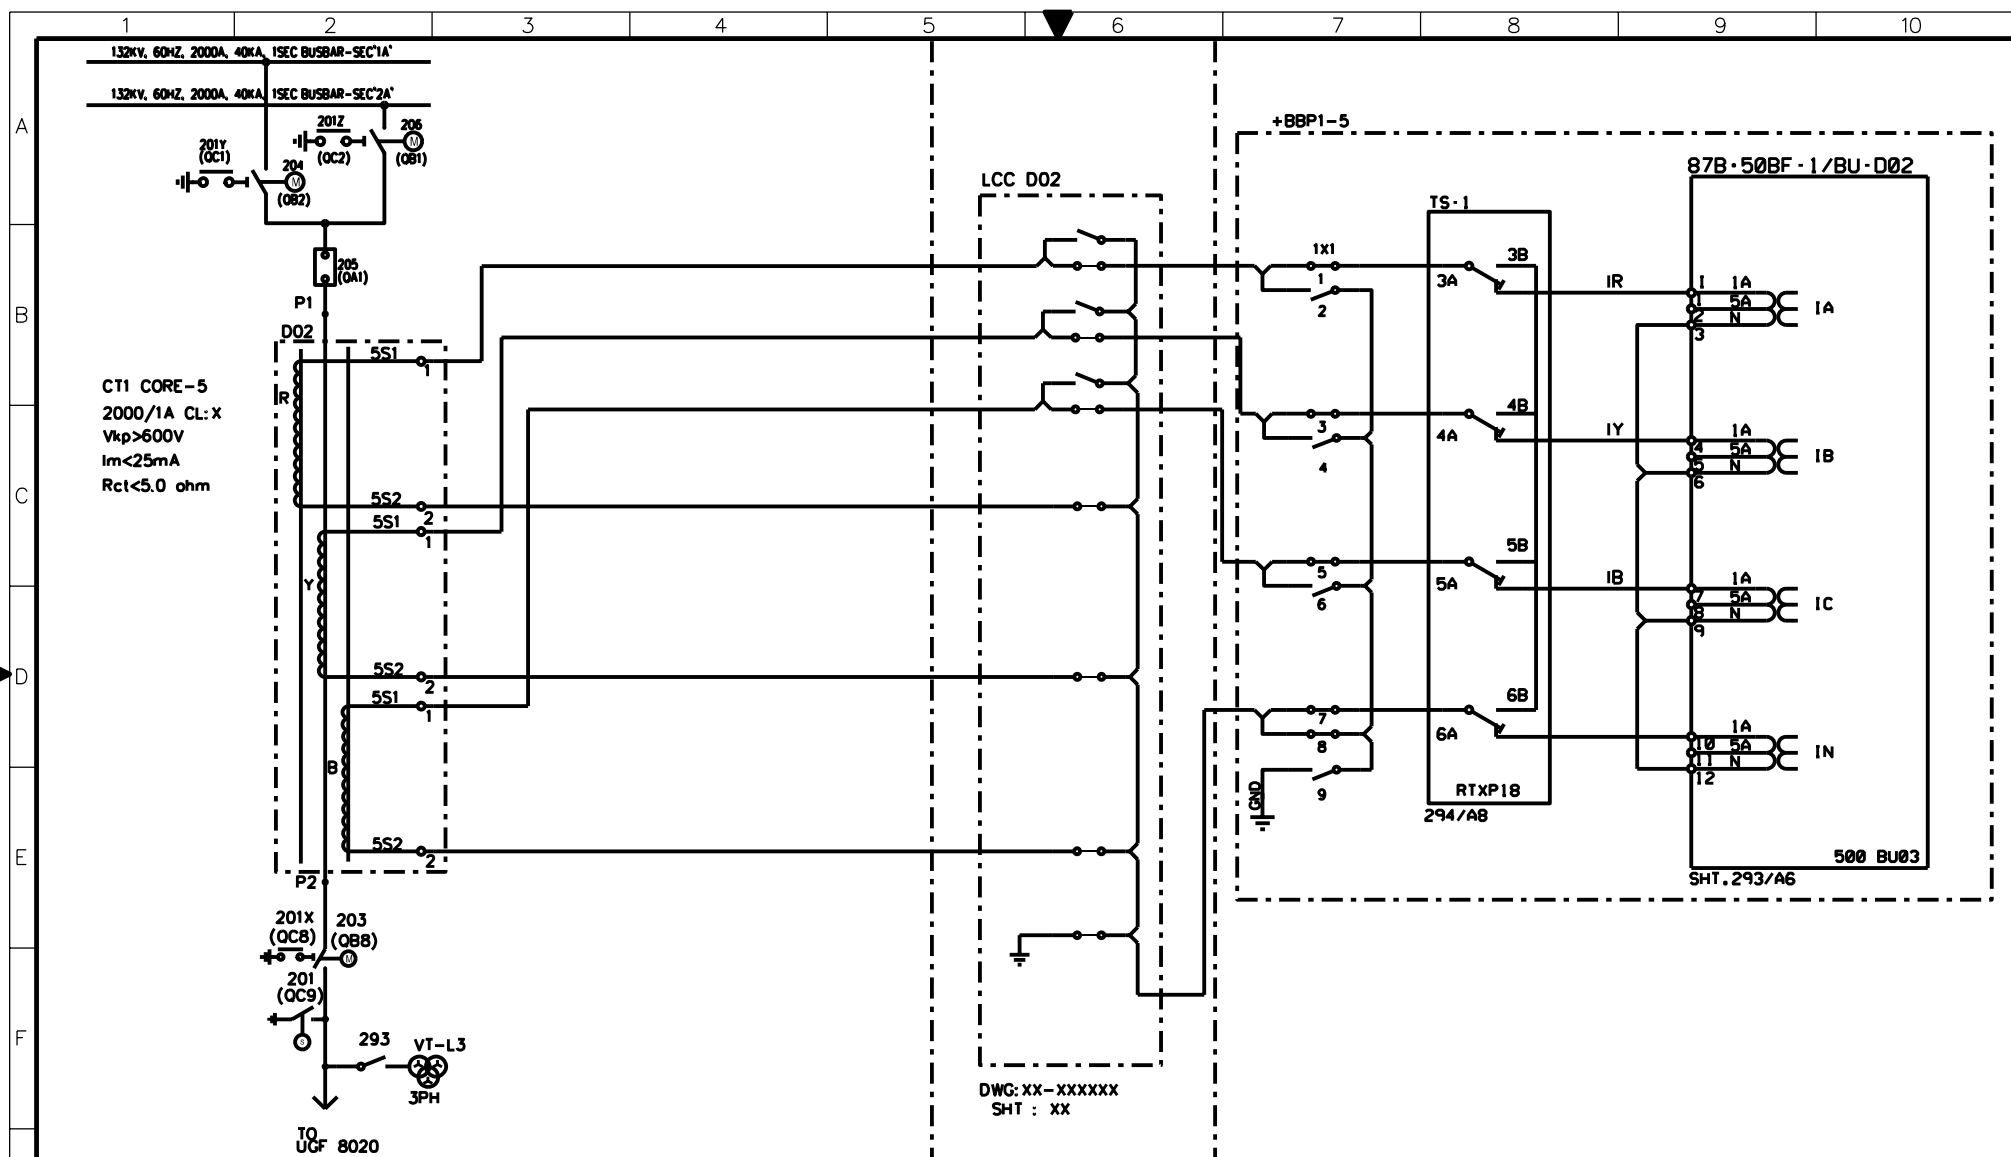 1 2 3 4 5 6 7 8 9 10
A
B
C
D
E
F
132KV, 60HZ, 2000A, 40KA, 1SEC BUSBAR-SEC"1A"
132KV, 60HZ, 2000A, 40KA, 1SEC BUSBAR-SEC"2A"
201Z
(QC2)
206
M
(QB1)
201Y
(QC1)
204
M
(QB2)
205
(QA1)
P1
D02
CT1 CORE-5
2000/1A CL:X
Vkp>600V
Im<25mA
Rct<5.0 ohm
R
5S1
1
5S2
2
Y
5S1
1
5S2
2
B
5S1
1
5S2
2
P2
201X
(QC8)
203
(QB8)
M
201
(QC9)
S
293
VT-L3
3PH
TO
UGF 8020
LCC D02
DWG:XX-XXXXXX
SHT : XX
+BBP1-5
1X1
1
2
3
4
5
6
7
8
9
GND
TS-1
3B
3A
4B
4A
5B
5A
6B
6A
RTXP18
294/A8
IR
IY
IB
87B-50BF-1/BU-D02
1 1A
1 5A
2 N
3
IA
1A
4 5A
5 N
6
IB
1A
7 5A
8 N
9
IC
1A
10 5A
11 N
12
IN
500 BU03
SHT.293/A6